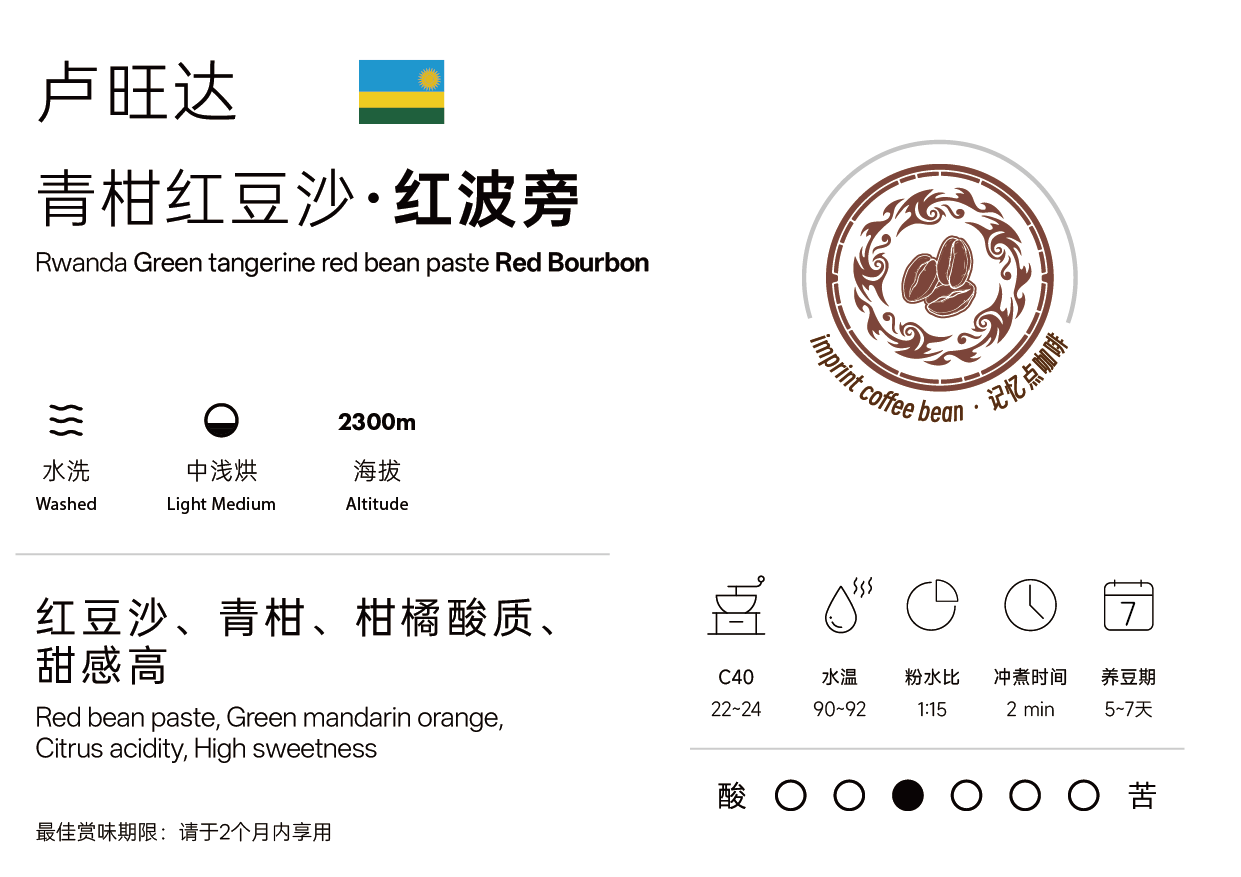 卢旺达
青柑红豆沙·红波旁
Rwanda Green tangerine red bean paste Red Bourbon
imprint coffee bean · 记忆点咖啡
2300m
水洗 中浅烘 海拔
Washed Light Medium Altitude
红豆沙、青柑、柑橘酸质、
甜感高
Red bean paste, Green mandarin orange,
Citrus acidity, High sweetness
最佳赏味期限：请于2个月内享用
7
C40 水温 粉水比 冲煮时间 养豆期
22~24 90~92 1:15 2 min 5~7天
酸 苦